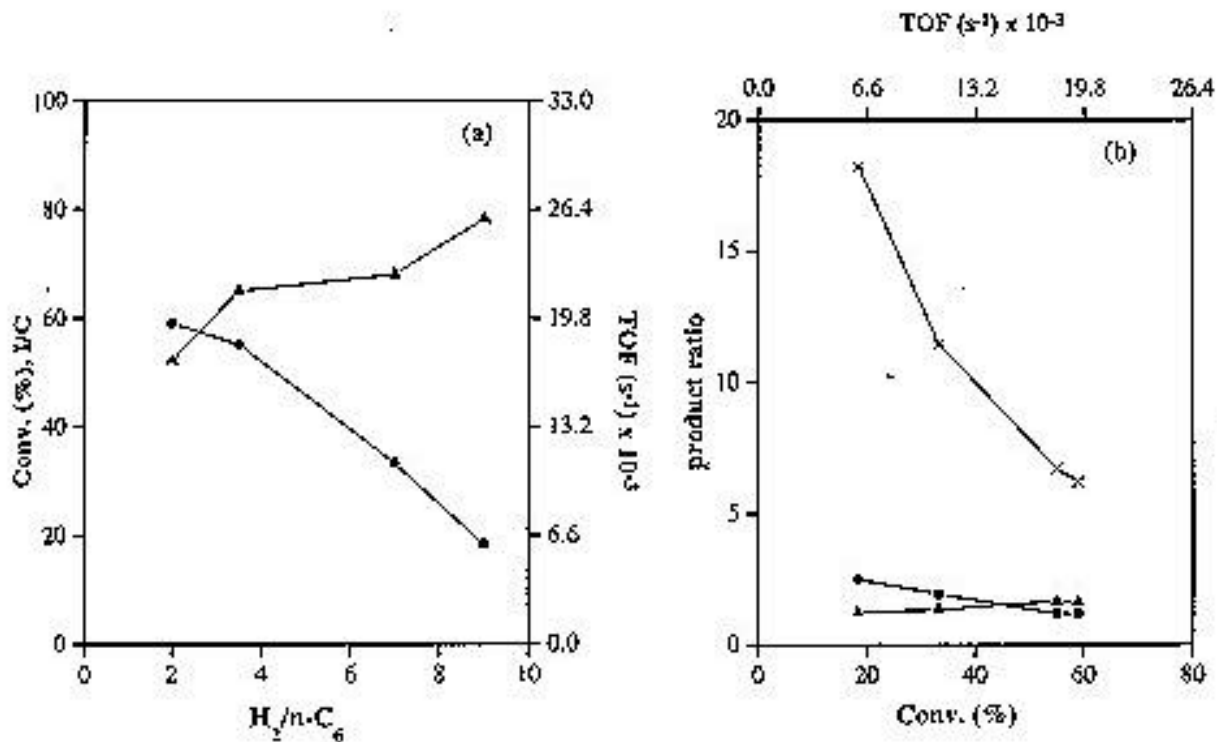 TOF (s-1) x 10-3
0.0 6.6 13.2 19.8 26.4
100 33.0
(a)
80 26.4
60 19.8
40 13.2
20 6.6
0 0.0
0 2 4 6 8 10
H2/n-C6
Conv. (%), I/C
TOF (s-1) x 10-3
20
(b)
15
10
5
0
0 20 40 60 80
Conv. (%)
product ratio